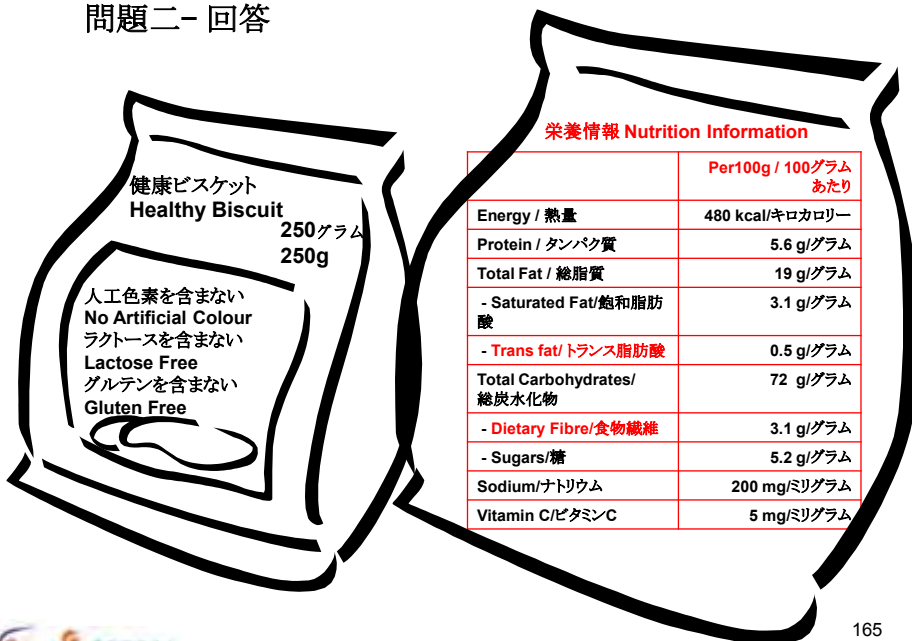 問題二– 回答
健康ビスケット
Healthy Biscuit
250グラム
250g
人工色素を含まない
No Artificial Colour
ラクトースを含まない
Lactose Free
グルテンを含まない
Gluten Free
栄養情報 Nutrition Information
Per100g / 100グラム
あたり
Energy / 熱量 480 kcal/キロカロリー
Protein / タンパク質 5.6 g/グラム
Total Fat / 総脂質 19 g/グラム
- Saturated Fat/飽和脂肪 3.1 g/グラム
酸
- Trans fat/トランス脂肪酸 0.5 g/グラム
Total Carbohydrates/ 72 g/グラム
総炭水化物
- Dietary Fibre/食物繊維 3.1 g/グラム
- Sugars/糖 5.2 g/グラム
Sodium/ナトリウム 200 mg/ミリグラム
Vitamin C/ビタミンC 5 mg/ミリグラム
165